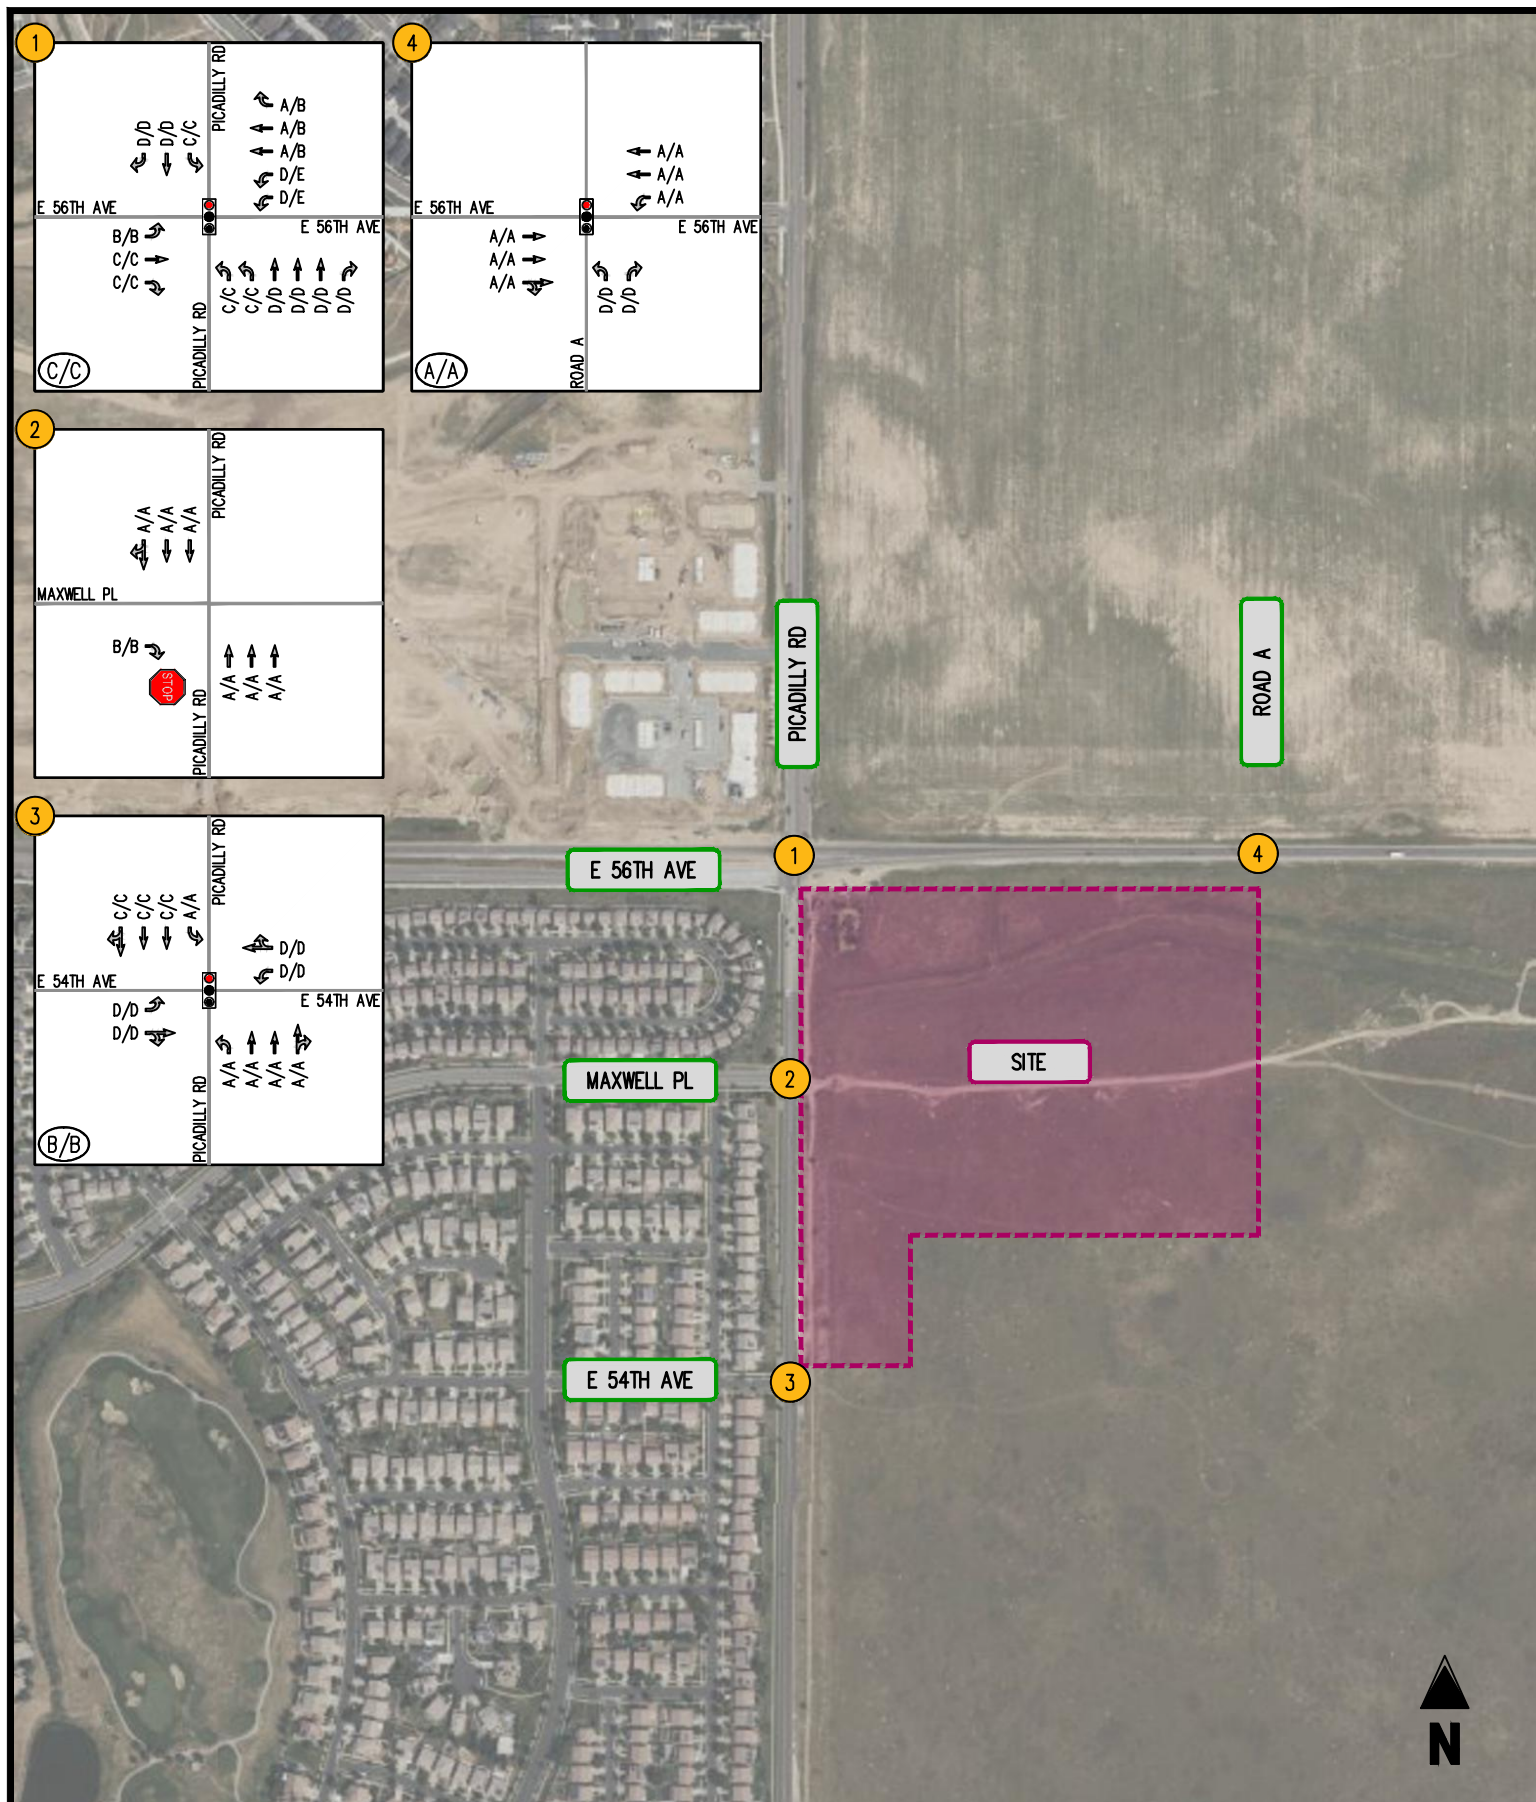 1
PICADILLY RD
D/D
D/D
C/C
A/B
A/B
A/B
D/E
D/E
E 56TH AVE
E 56TH AVE
B/B
C/C
C/C
C/C
C/C
D/D
D/D
D/D
D/D
PICADILLY RD
C/C
4
A/A
A/A
A/A
E 56TH AVE
E 56TH AVE
A/A
A/A
A/A
D/D
D/D
ROAD A
A/A
2
PICADILLY RD
A/A
A/A
A/A
MAXWELL PL
B/B
STOP
A/A
A/A
A/A
PICADILLY RD
3
PICADILLY RD
C/C
C/C
C/C
A/A
D/D
D/D
E 54TH AVE
E 54TH AVE
D/D
D/D
A/A
A/A
A/A
A/A
PICADILLY RD
B/B
PICADILLY RD
ROAD A
E 56TH AVE
1
4
SITE
MAXWELL PL
2
E 54TH AVE
3
N